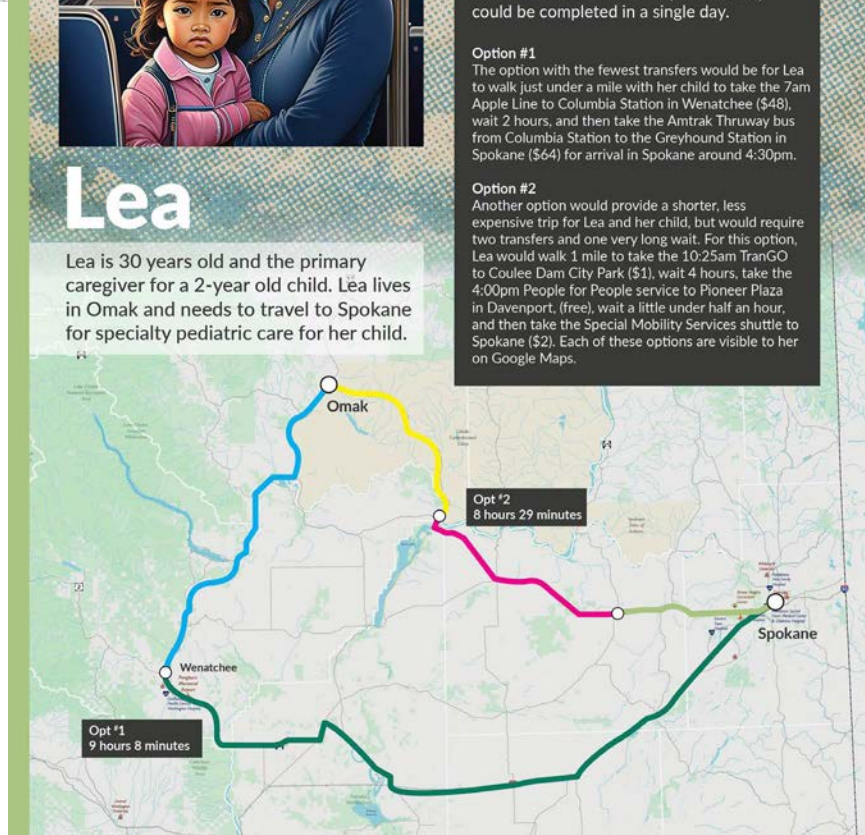 could be completed in a single day.
Option #1
The option with the fewest transfers would be for Lea
to walk just under a mile with her child to take the 7am
Apple Line to Columbia Station in Wenatchee ($48),
wait 2 hours, and then take the Amtrak Thruway bus
from Columbia Station to the Greyhound Station in
Spokane ($64) for arrival in Spokane around 4:30pm.
Option #2
Another option would provide a shorter, less
expensive trip for Lea and her child, but would require
two transfers and one very long wait. For this option,
Lea would walk 1 mile to take the 10:25am TranGO
to Coulee Dam City Park ($1), wait 4 hours, take the
4:00pm People for People service to Pioneer Plaza
in Davenport, (free), wait a little under half an hour,
and then take the Special Mobility Services shuttle to
Spokane ($2). Each of these options are visible to her
on Google Maps.
Lea
Lea is 30 years old and the primary
caregiver for a 2-year old child. Lea lives
in Omak and needs to travel to Spokane
for specialty pediatric care for her child.
Omak
Opt #2
8 hours 29 minutes
Spokane
Wenatchee
Opt #1
9 hours 8 minutes